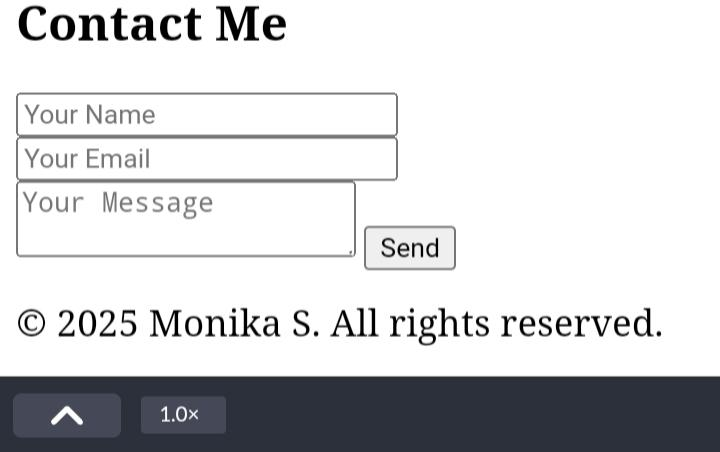 Contact Me
Your Name
Your Email
Your Message
Send
© 2025 Monika S. All rights reserved.
1.0×